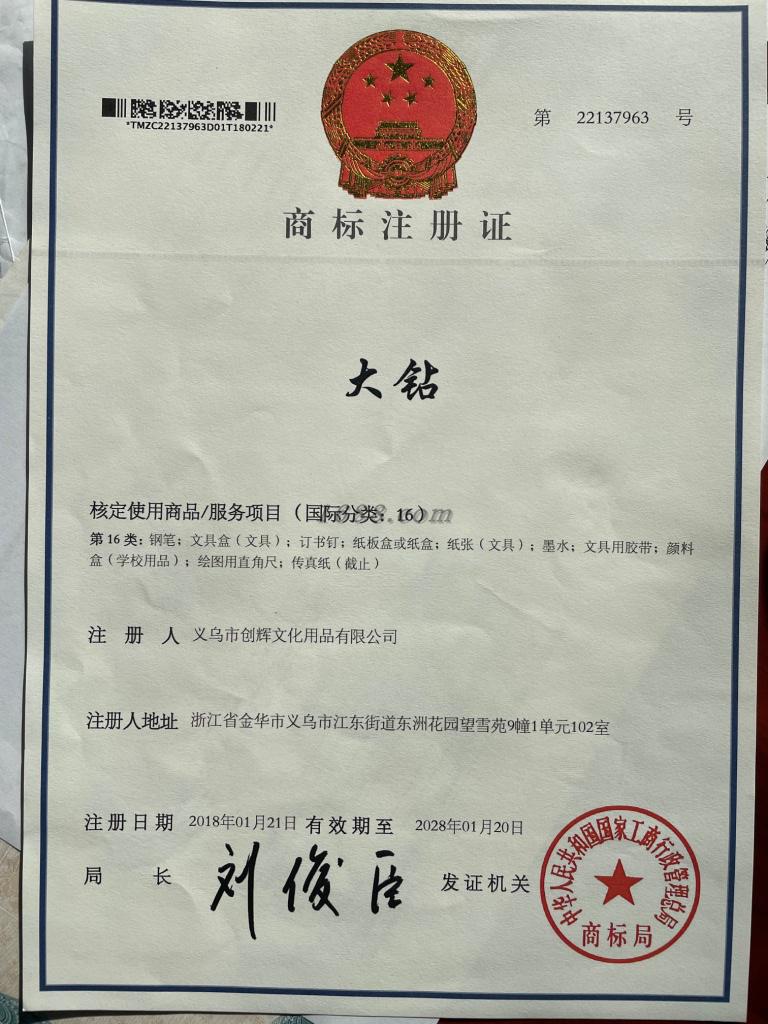 *TMZC22137963D01T180221*
第 22137963 号
商标注册证
大钻
核定使用商品/服务项目(国际分类:16)
1688.com
第16类:钢笔;文具盒(文具);订书钉;纸板盒或纸盒;纸张(文具);墨水;文具用胶带;颜料
盒(学校用品);绘图用直角尺;传真纸(截止)
注册人 义乌市创辉文化用品有限公司
注册人地址 浙江省金华市义乌市江东街道东洲花园望雪苑9幢1单元102室
注册日期 2018年01月21日 有效期至 2028年01月20日
局长 刘俊臣 发证机关
中华人民共和国国家工商行政管理总局
商标局